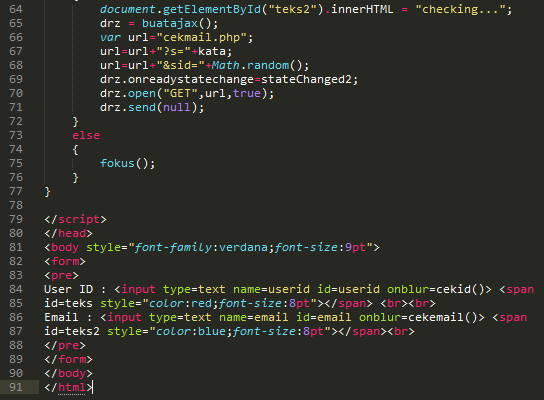 64 document.getElementById("teks2").innerHTML = "checking...";
65 drz = buatajax();
66 var url="cekmail.php";
67 url=url+"?s="+kata;
68 url=url+"&sid="+Math.random();
69 drz.onreadystatechange=stateChanged2;
70 drz.open("GET",url,true);
71 drz.send(null);
72 }
73 else
74 {
75 fokus();
76 }
77 }
78
79 </script>
80 </head>
81 <body style="font-family:verdana;font-size:9pt">
82 <form>
83 <pre>
84 User ID : <input type=text name=userid id=userid onblur=cekid()> <span
85 id=teks style="color:red;font-size:8pt"></span> <br><br>
86 Email : <input type=text name=email id=email onblur=cekemail()> <span
87 id=teks2 style="color:blue;font-size:8pt"></span><br>
88 </pre>
89 </form>
90 </body>
91 </html>